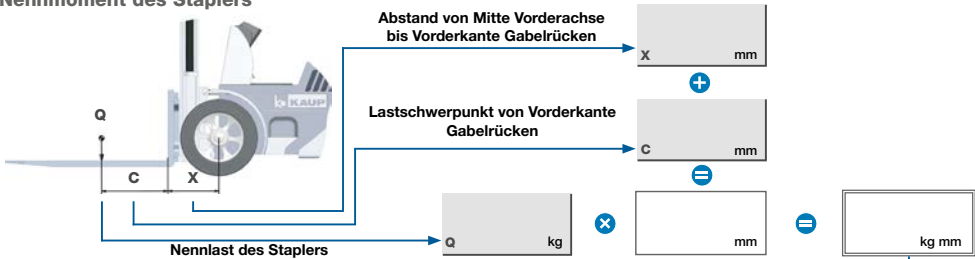 Nennmoment des Staplers
Abstand von Mitte Vorderachse
bis Vorderkante Gabelrücken
X mm
+
KAUP
Q
Lastschwerpunkt von Vorderkante
Gabelrücken
C mm
=
C X
Q kg × mm = kg mm
Nennlast des Staplers